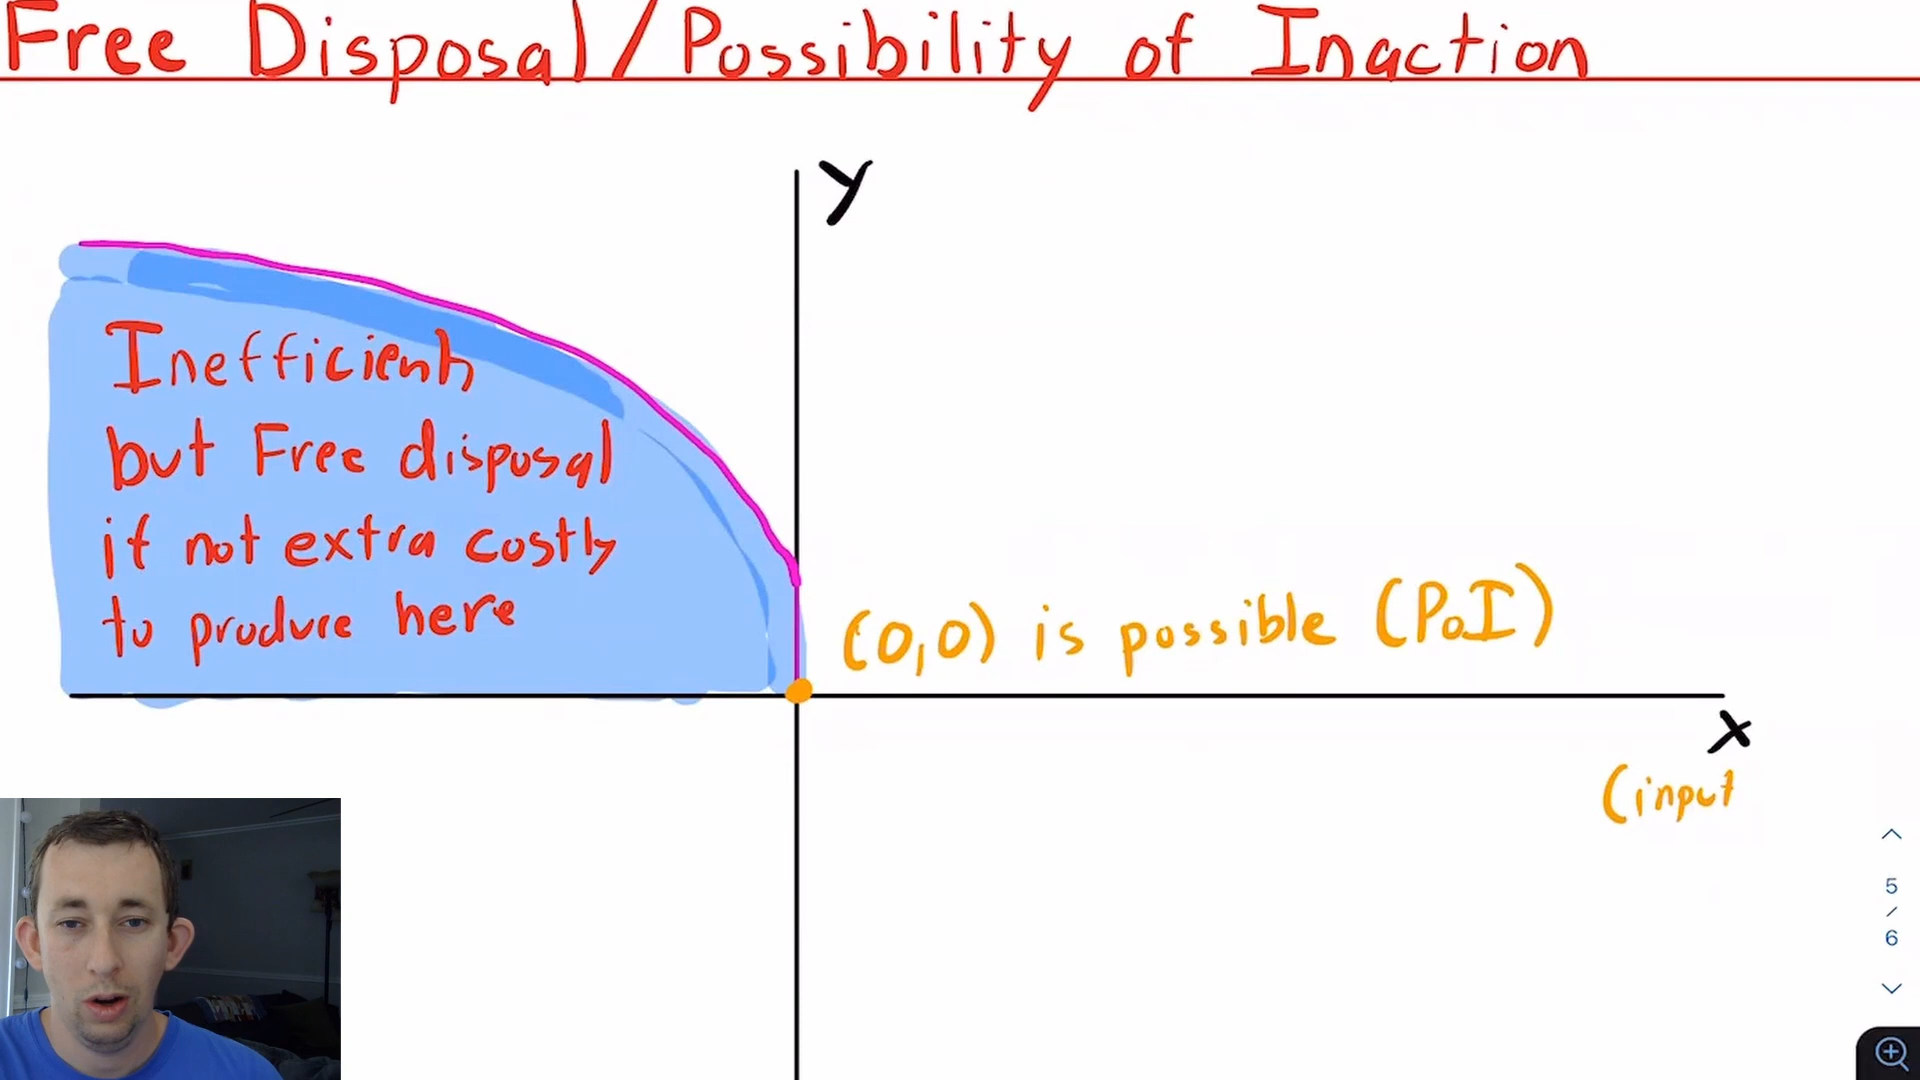 Free Disposal/Possibility of Inaction
Y
Inefficient
but Free disposal
if not extra costly
to produce here
(0,0) is possible (PoI)
X
(input
5
/
6